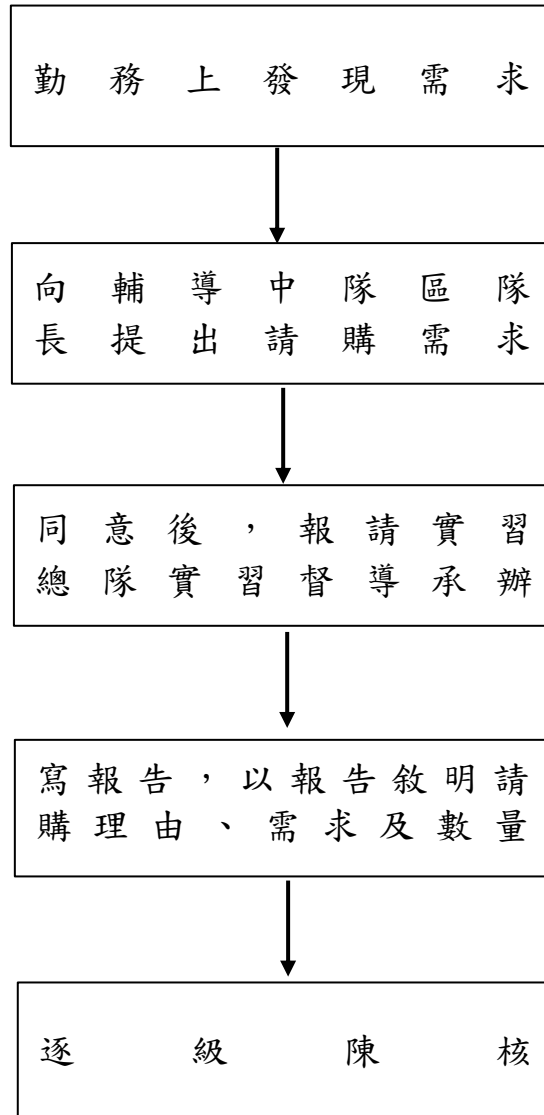 勤務上發現需求
向輔導中隊區隊
長提出請購需求
同意後，報請實習
總隊實習督導承辦
寫報告，以報告敘明請
購理由、需求及數量
逐級陳核